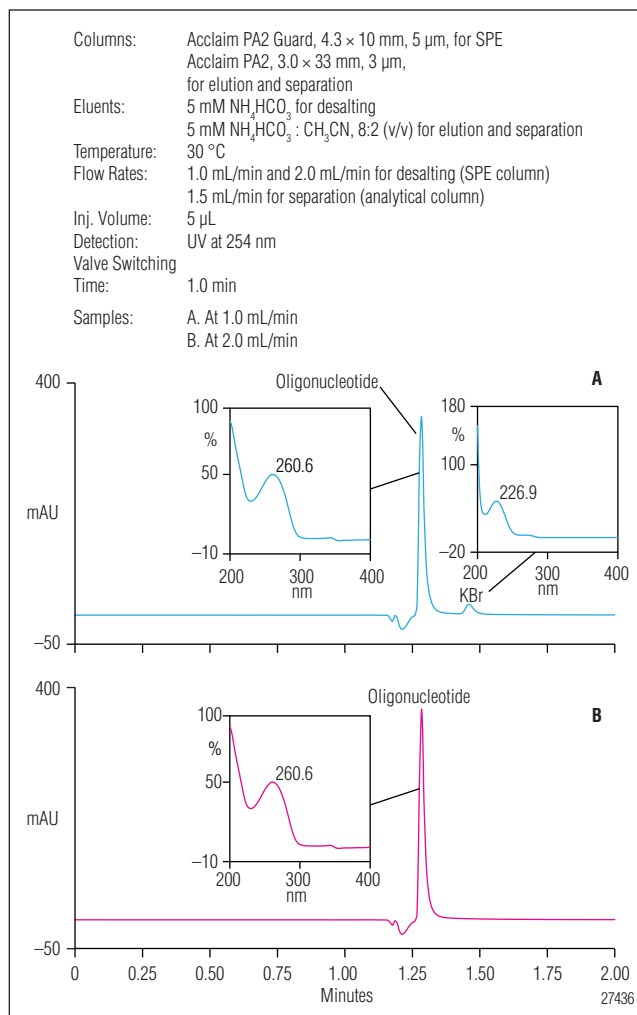 Columns: Acclaim PA2 Guard, 4.3 × 10 mm, 5 µm, for SPE
Acclaim PA2, 3.0 × 33 mm, 3 µm,
for elution and separation
Eluents: 5 mM NH4HCO3 for desalting
5 mM NH4HCO3 : CH3CN, 8:2 (v/v) for elution and separation
Temperature: 30 °C
Flow Rates: 1.0 mL/min and 2.0 mL/min for desalting (SPE column)
1.5 mL/min for separation (analytical column)
Inj. Volume: 5 µL
Detection: UV at 254 nm
Valve Switching
Time: 1.0 min
Samples: A. At 1.0 mL/min
B. At 2.0 mL/min
400
Oligonucleotide
A
100
%
50
–10
260.6
200 300 400
nm
180
%
100
–20
226.9
200 300 400
nm
KBr
mAU
–50
400
Oligonucleotide
B
100
%
50
–10
260.6
200 300 400
nm
mAU
–50
0 0.25 0.50 0.75 1.00 1.25 1.50 1.75 2.00
Minutes
27436